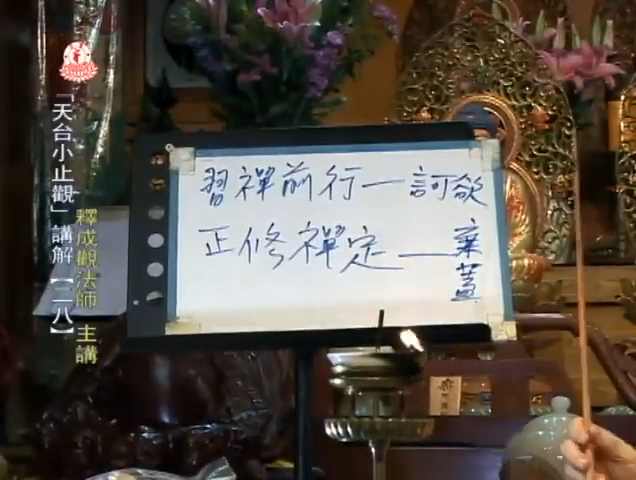 「天台小止觀」講解【二八】
釋成觀法師 主講
習禪前行—訶欲
正修禪定—棄蓋